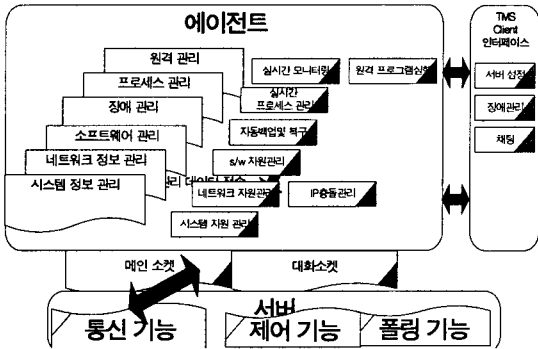 에이전트
원격 관리
프로세스 관리
장애 관리
소프트웨어 관리
네트워크 정보 관리
시스템 정보 관리
실시간 모니터링
원격 프로그램실행
실시간
프로세스 관리
자동백업및 복구
s/w 자원관리
네트워크 자원관리
IP충돌관리
시스템 자원 관리
TMS
Client
인터페이스
서버 설정
장애관리
채팅
메인 소켓
대화소켓
서버
통신 기능
제어 기능
폴링 기능